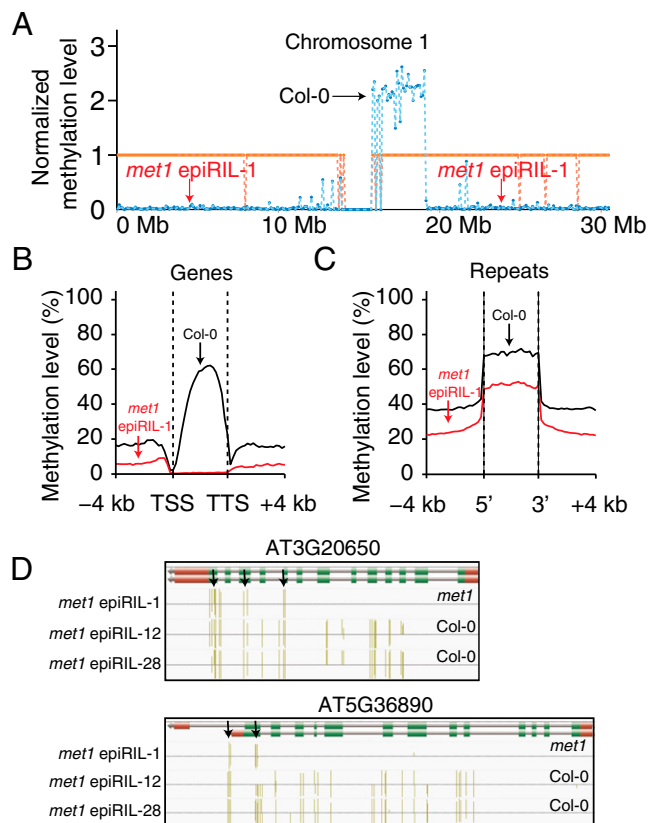 A
Chromosome 1
Normalized methylation level
3
2
1
0
Col-0
met1 epiRIL-1
met1 epiRIL-1
0 Mb
10 Mb
20 Mb
30 Mb
B
Genes
Methylation level (%)
100
80
60
40
20
0
Col-0
met1
epiRIL-1
−4 kb
TSS
TTS
+4 kb
C
Repeats
Methylation level (%)
100
80
60
40
20
0
Col-0
met1
epiRIL-1
−4 kb
5’
3’
+4 kb
D
AT3G20650
met1 epiRIL-1
met1
met1 epiRIL-12
Col-0
met1 epiRIL-28
Col-0
AT5G36890
met1 epiRIL-1
met1
met1 epiRIL-12
Col-0
met1 epiRIL-28
Col-0